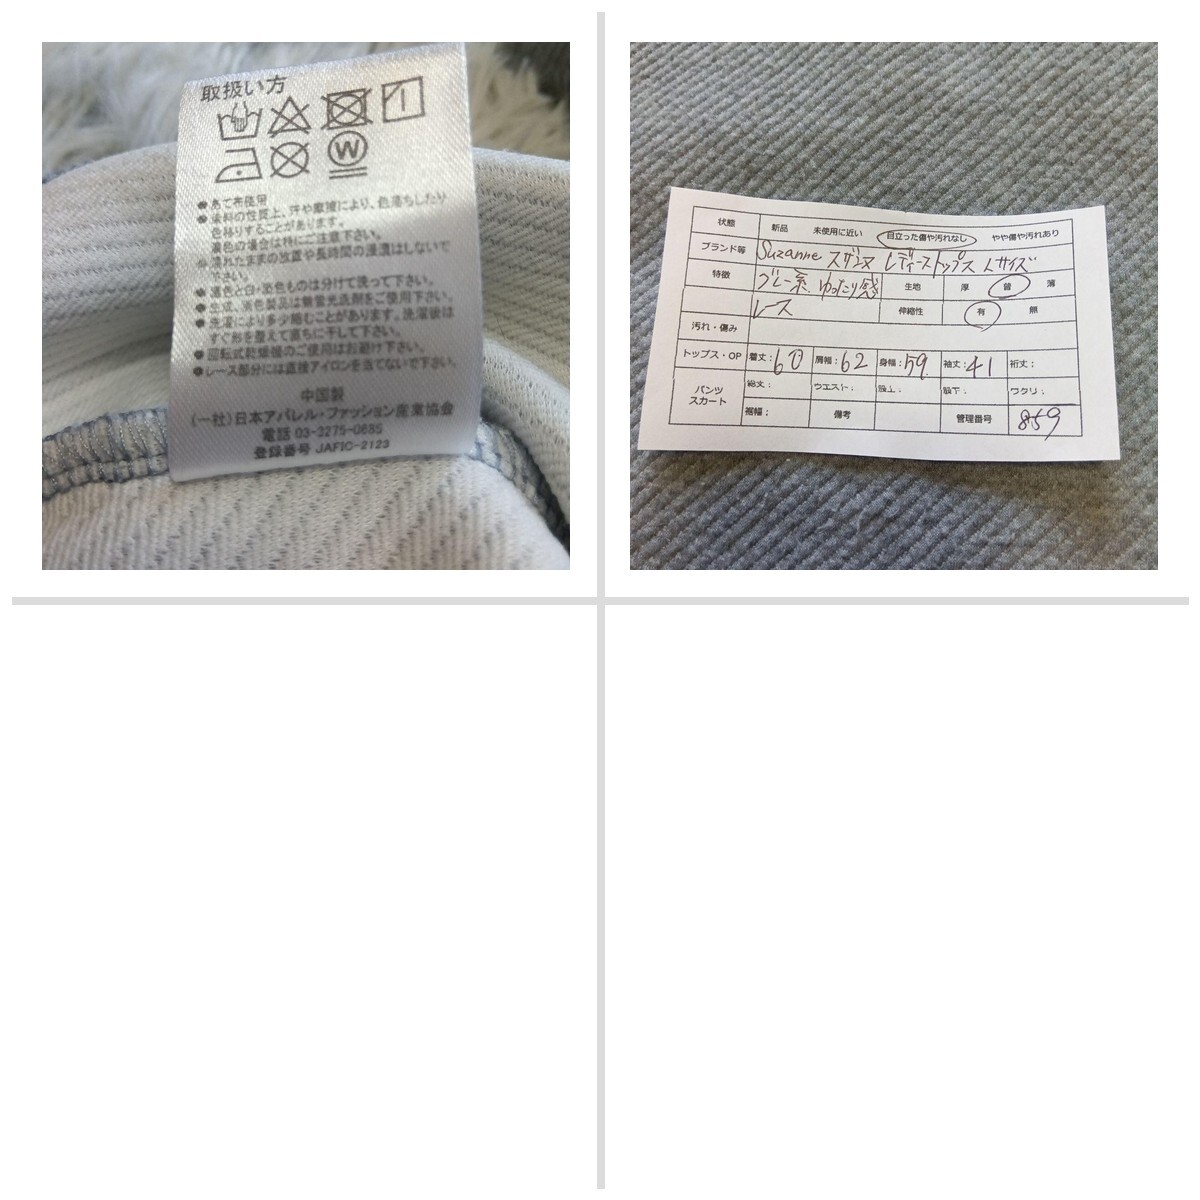 取扱い方
W
●あて布使用
●染料の性質上、汗や摩擦により、色落ちしたり
色移りすることがあります。
濃色の場合は特にご注意下さい。
●濡れたままの放置や長時間の浸漬はしないで
下さい。
●濃色と白・淡色ものは分けて洗って下さい。
●生成、淡色製品は無蛍光洗剤をご使用下さい。
●洗濯により多少縮むことがあります。洗濯後は
すぐ形を整えて直ちに干して下さい。
●回転式乾燥機のご使用はお避け下さい。
●レース部分には直接アイロンを当てないで下さい。
中国製
(一社)日本アパレル・ファッション産業協会
電話 03-3275-0685
登録番号 JAFIC-2123
状態 新品 未使用に近い 目立った傷や汚れなし やや傷や汚れあり
ブランド等 Suzanne スザンヌ レディーストップス Lサイズ
特徴 グレー系. ゆったり感 生地 厚 普 薄
レース 伸縮性 有 無
汚れ・傷み
トップス・OP 着丈:60 肩幅:62 身幅:59. 袖丈:41 裄丈:
パンツ スカート 総丈: ウエスト: 股上: 股下: ワタリ:
裾幅: 備考 管理番号 859